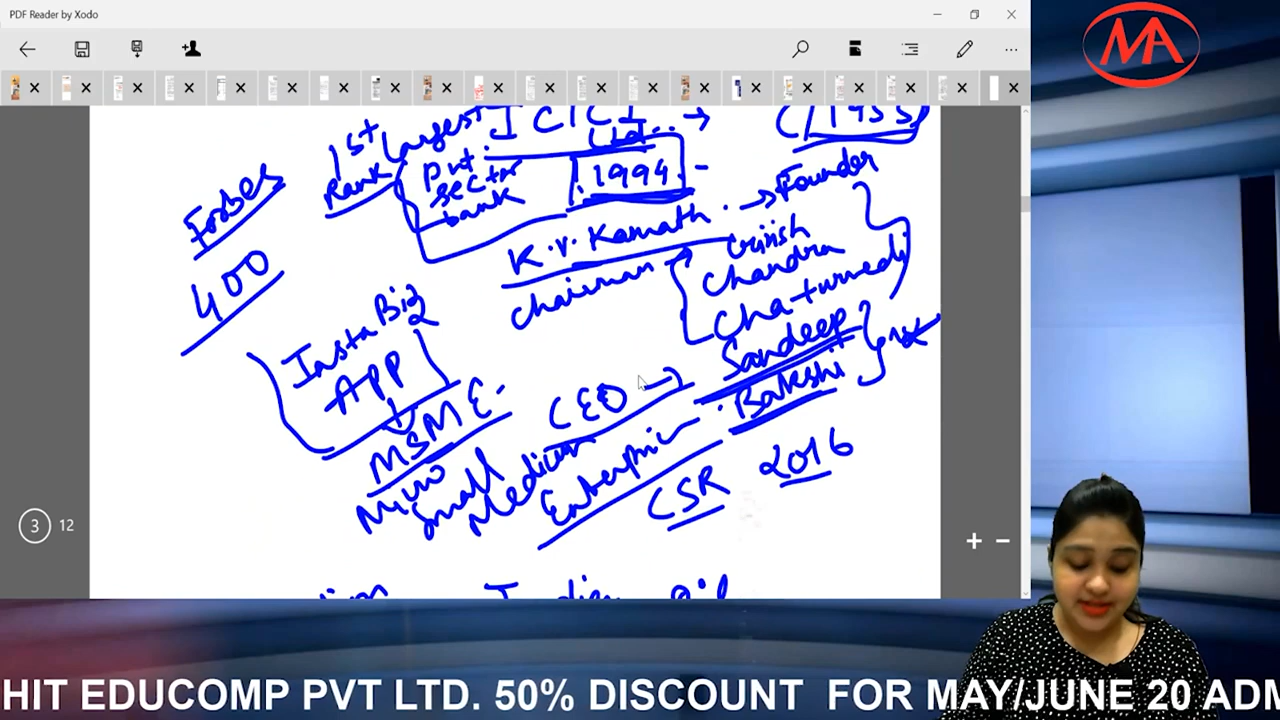 PDF Reader by Xodo
MA
ICICI → (1955)
Ltd..
1st largest
Rank
pvt. sector bank
1994 -
Forbes
400
K.V. Kamath → Founder
chairman → Girish
Chandra
Chaturvedi
InstaBiz
APP
MSME
CEO → Sandeep
Bakshi
Micro
Small
Medium
Enterprise
CSR 2016
3 12
+ −
HIT EDUCOMP PVT LTD. 50% DISCOUNT FOR MAY/JUNE 20 ADM